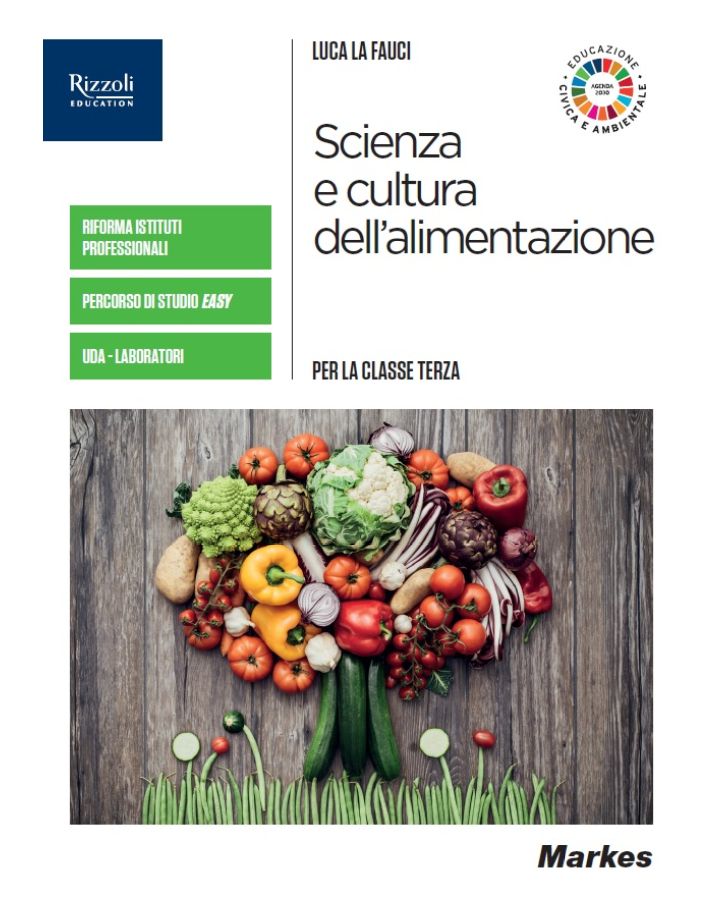 Rizzoli
EDUCATION
LUCA LA FAUCI
EDUCAZIONE
CIVICA E AMBIENTALE
AGENDA
2030
Scienza
e cultura
dell'alimentazione
RIFORMA ISTITUTI
PROFESSIONALI
PERCORSO DI STUDIO EASY
UDA - LABORATORI
PER LA CLASSE TERZA
Markes